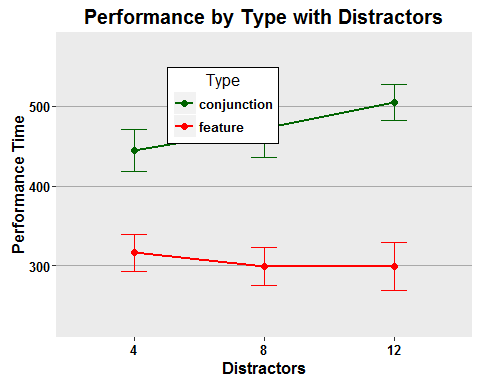 Performance by Type with Distractors
Type
conjunction
feature
Performance Time
500
400
300
4 8 12
Distractors